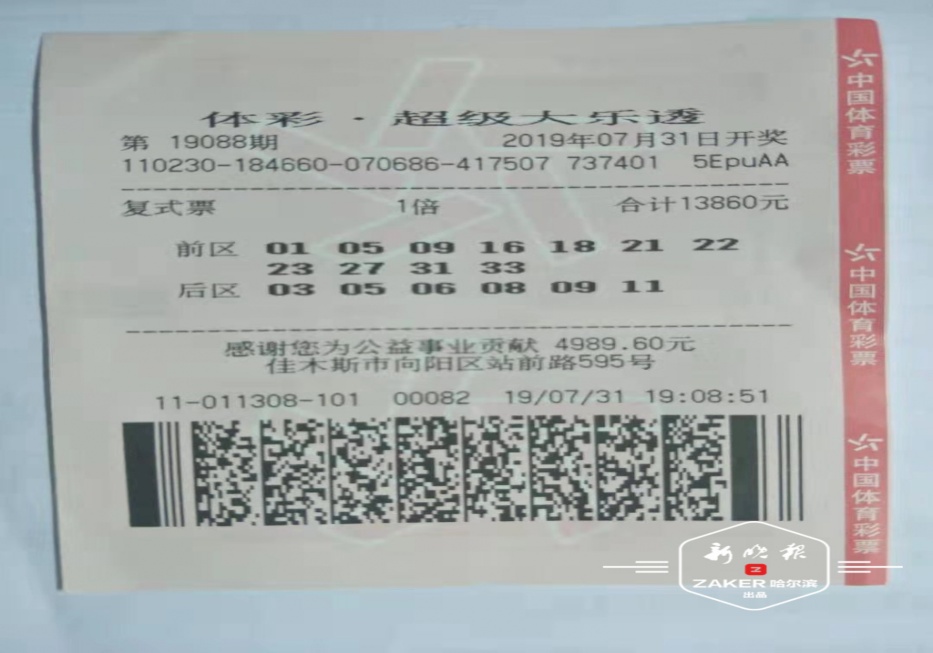 体彩·超级大乐透
第 19088期 2019年07月31日开奖
110230-184660-070686-417507 737401 5EpuAA
复式票 1倍 合计13860元
前区 01 05 09 16 18 21 22
23 27 31 33
后区 03 05 06 08 09 11
感谢您为公益事业贡献 4989.60元
佳木斯市向阳区站前路595号
11-011308-101 00082 19/07/31 19:08:51
中国体育彩票
中国体育彩票
中国体育彩票
新晚报
ZAKER 哈尔滨
出品